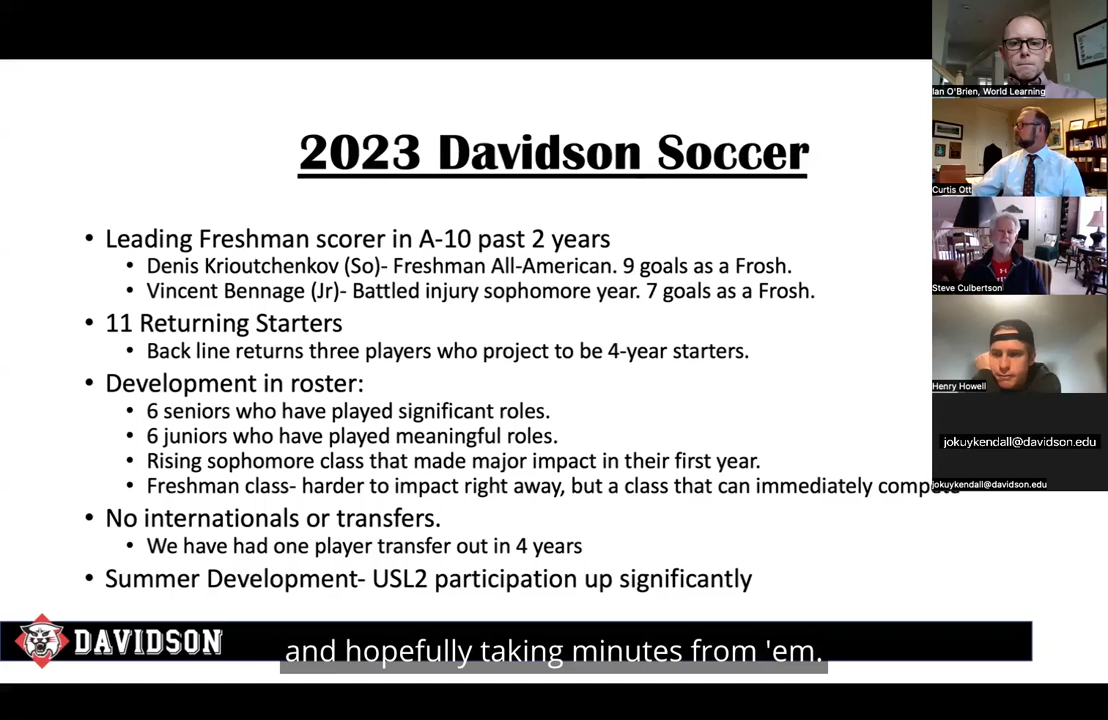 2023 Davidson Soccer
• Leading Freshman scorer in A-10 past 2 years
• Denis Krioutchenkov (So)- Freshman All-American. 9 goals as a Frosh.
• Vincent Bennage (Jr)- Battled injury sophomore year. 7 goals as a Frosh.
• 11 Returning Starters
• Back line returns three players who project to be 4-year starters.
• Development in roster:
• 6 seniors who have played significant roles.
• 6 juniors who have played meaningful roles.
• Rising sophomore class that made major impact in their first year.
• Freshman class- harder to impact right away, but a class that can immediately compete
• No internationals or transfers.
• We have had one player transfer out in 4 years
• Summer Development- USL2 participation up significantly
DAVIDSON
and hopefully taking minutes from 'em.
Ian O'Brien, World Learning
Curtis Ott
Steve Culbertson
Henry Howell
jokuykendall@davidson.edu
jokuykendall@davidson.edu